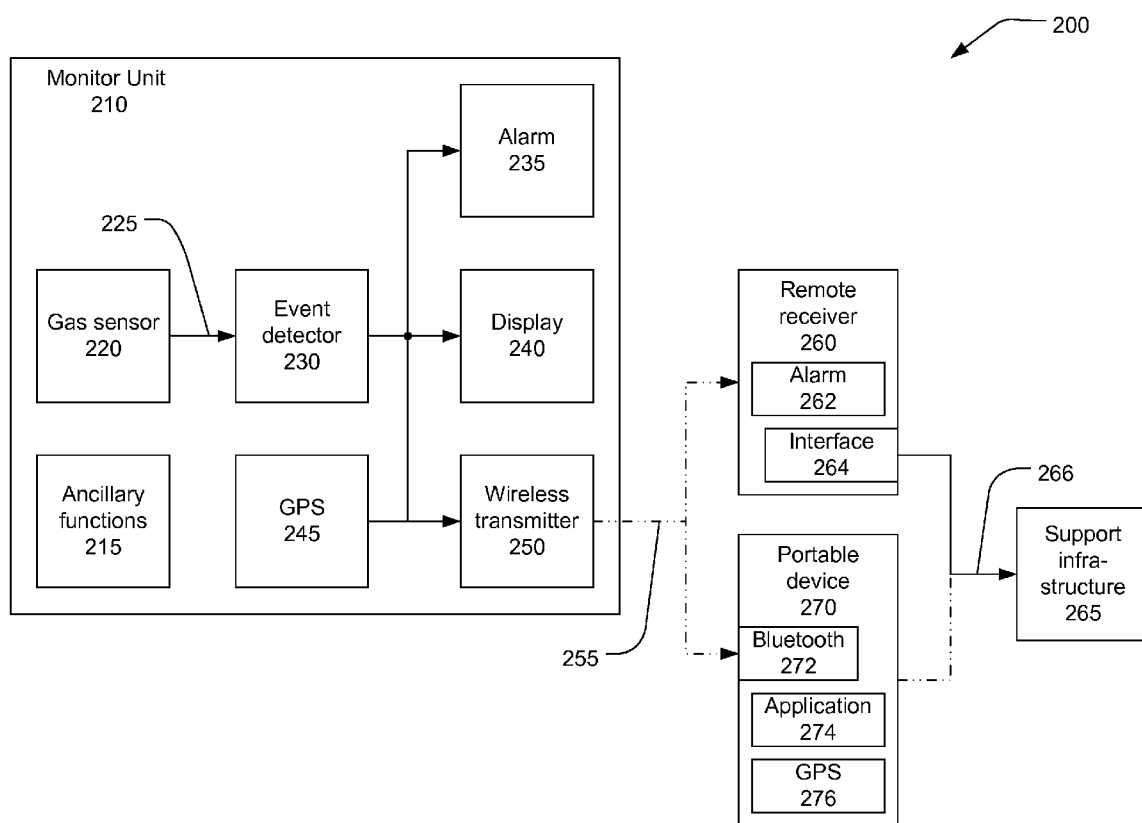 200
Monitor Unit
210
Alarm
235
225
Gas sensor
220
Event
detector
230
Display
240
Ancillary
functions
215
GPS
245
Wireless
transmitter
250
255
Remote
receiver
260
Alarm
262
Interface
264
266
Support
infra-
structure
265
Portable
device
270
Bluetooth
272
Application
274
GPS
276